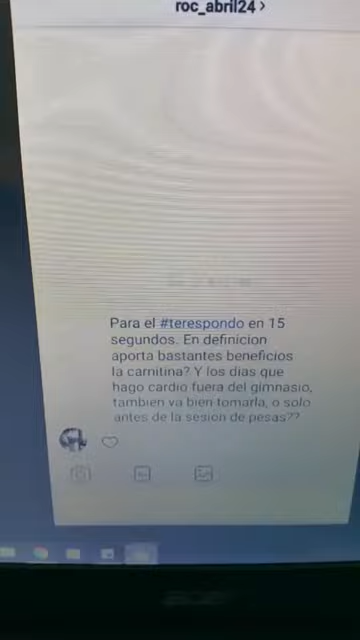 roc_abril24 >
Para el #terespondo en 15
segundos. En definicion
aporta bastantes beneficios
la carnitina? Y los dias que
hago cardio fuera del gimnasio,
tambien va bien tomarla, o solo
antes de la sesion de pesas??
acer